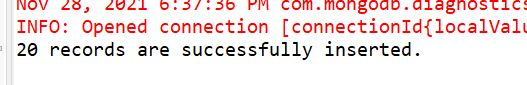 Nov 28, 2021 6:37:36 PM com.mongodb.diagnostics
INFO: Opened connection [connectionId{localValu
20 records are successfully inserted.